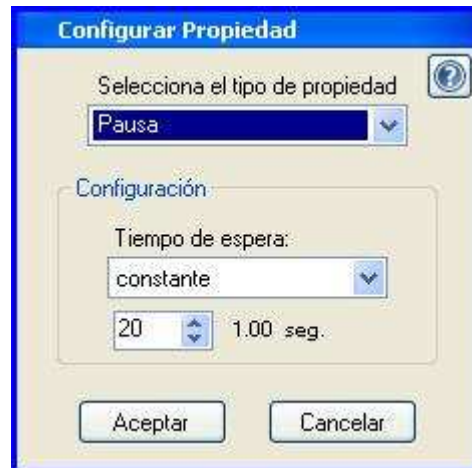 Configurar Propiedad
Selecciona el tipo de propiedad
Pausa
Configuración
Tiempo de espera:
constante
20 1.00 seg.
Aceptar Cancelar